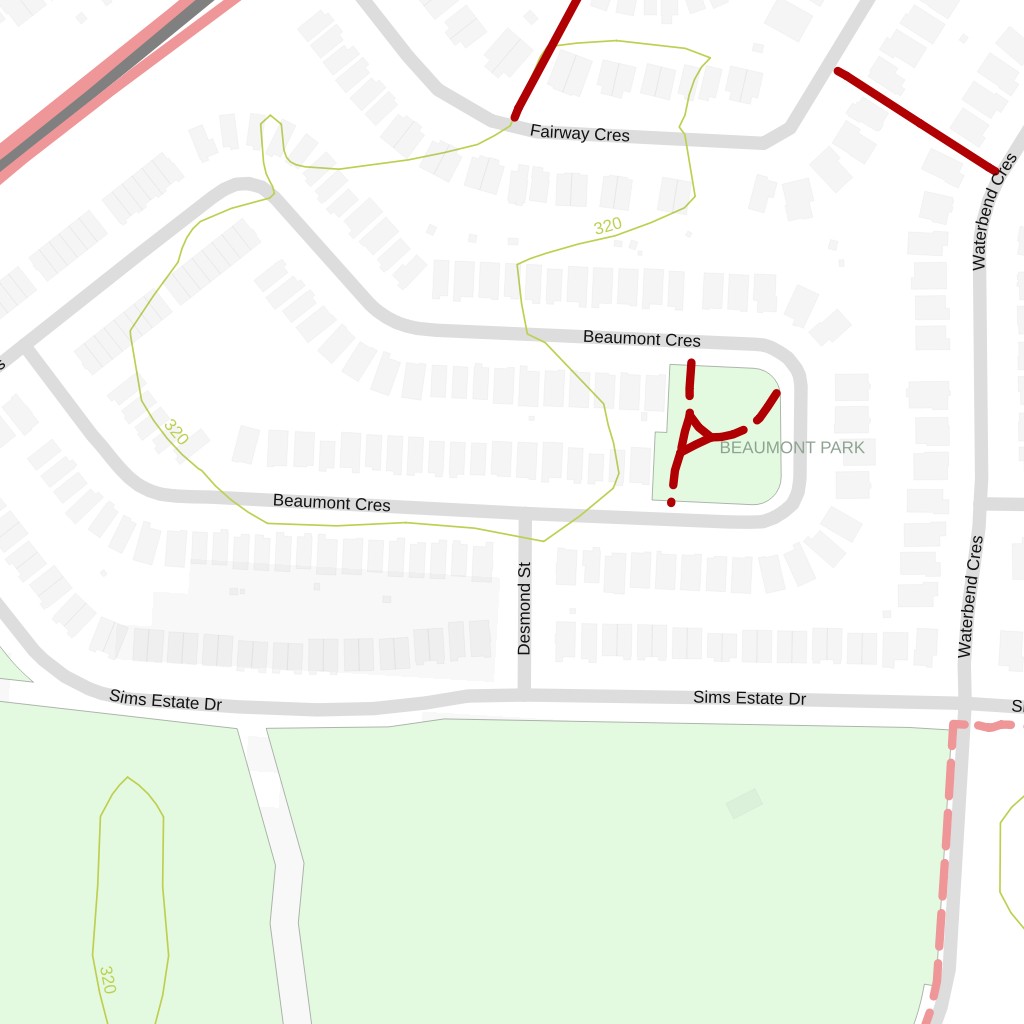 Fairway Cres
Waterbend Cres
320
Beaumont Cres
320
BEAUMONT PARK
Beaumont Cres
Desmond St
Waterbend Cres
Sims Estate Dr
Sims Estate Dr
320